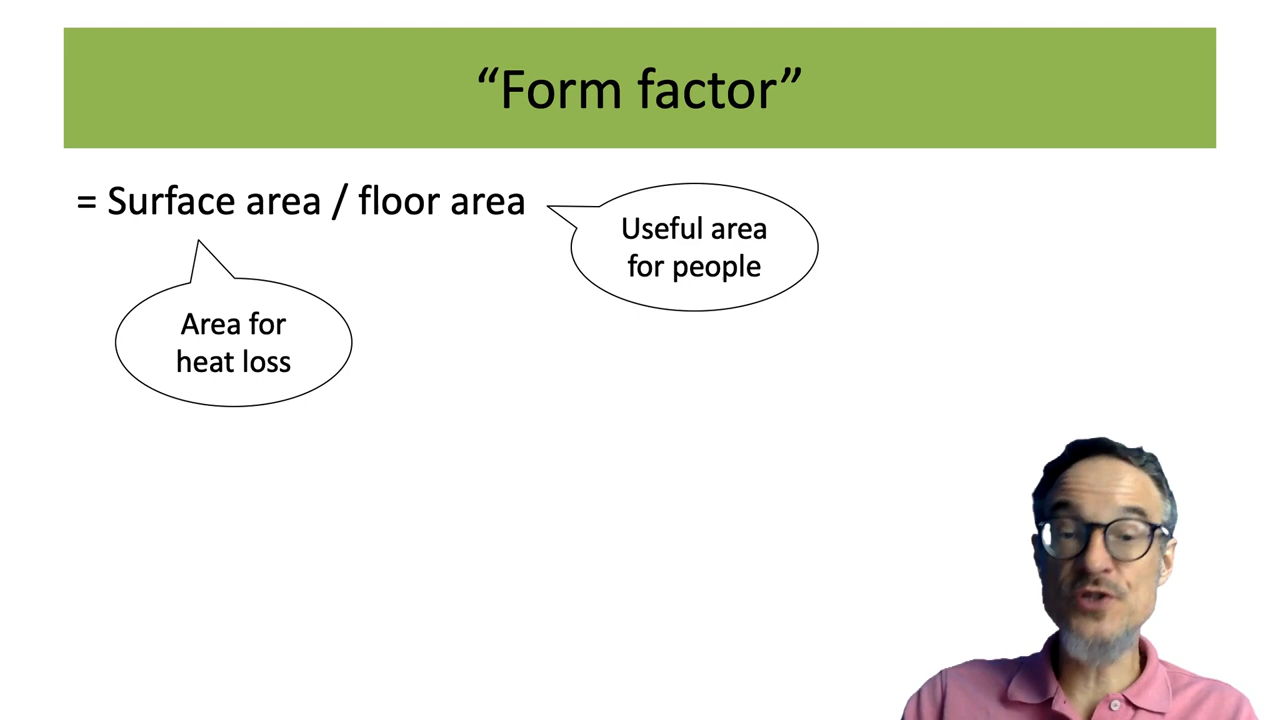 “Form factor”
= Surface area / floor area
Useful area
for people
Area for
heat loss